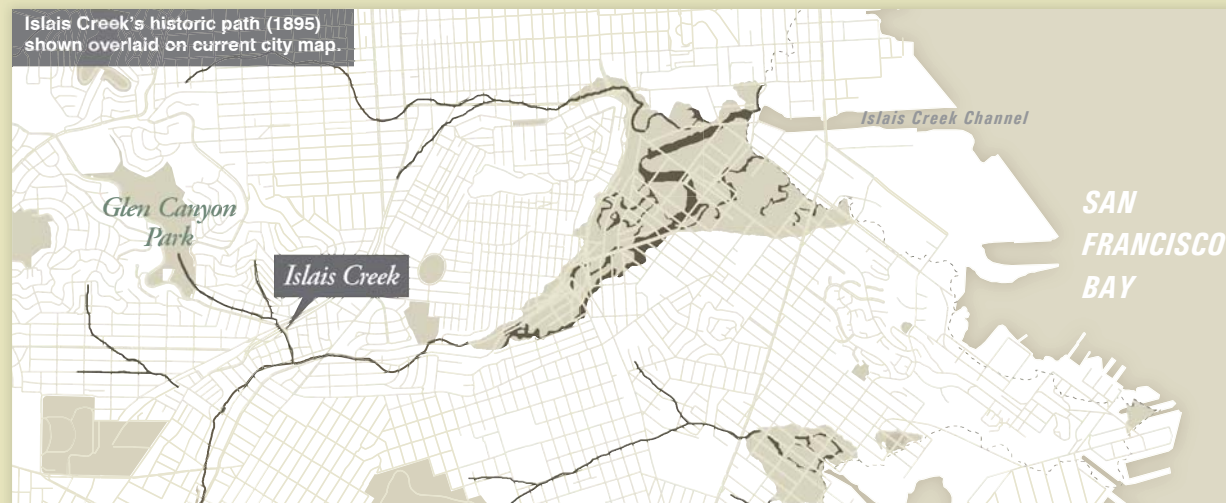 Islais Creek's historic path (1895)
shown overlaid on current city map.
Islais Creek Channel
SAN
FRANCISCO
BAY
Glen Canyon
Park
Islais Creek